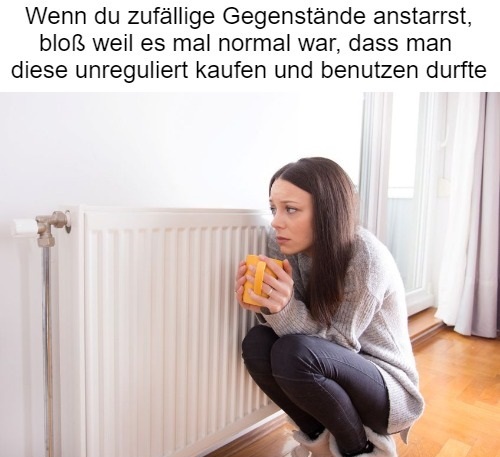 Wenn du zufällige Gegenstände anstarrst,
bloß weil es mal normal war, dass man
diese unreguliert kaufen und benutzen durfte